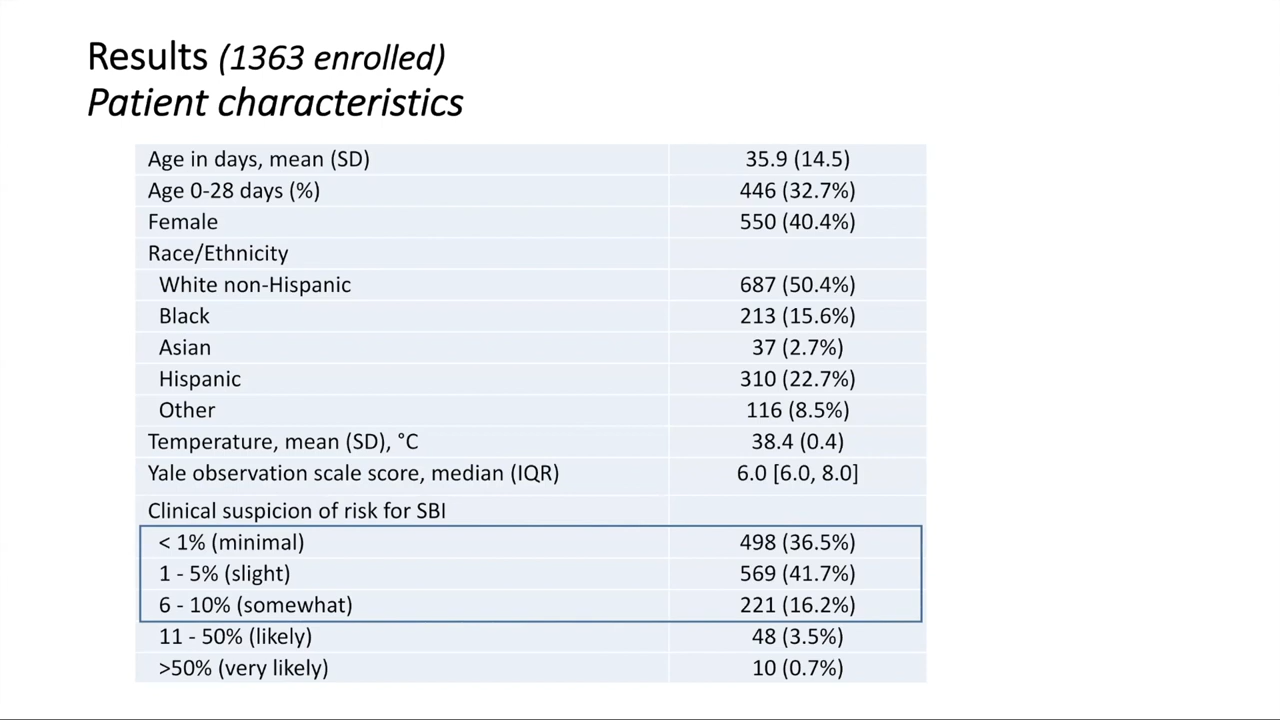 Results (1363 enrolled)
Patient characteristics
Age in days, mean (SD) 35.9 (14.5)
Age 0-28 days (%) 446 (32.7%)
Female 550 (40.4%)
Race/Ethnicity
White non-Hispanic 687 (50.4%)
Black 213 (15.6%)
Asian 37 (2.7%)
Hispanic 310 (22.7%)
Other 116 (8.5%)
Temperature, mean (SD), °C 38.4 (0.4)
Yale observation scale score, median (IQR) 6.0 [6.0, 8.0]
Clinical suspicion of risk for SBI
< 1% (minimal) 498 (36.5%)
1 - 5% (slight) 569 (41.7%)
6 - 10% (somewhat) 221 (16.2%)
11 - 50% (likely) 48 (3.5%)
>50% (very likely) 10 (0.7%)